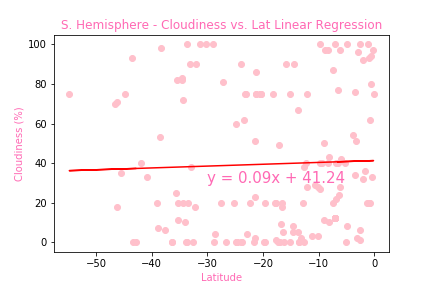 S. Hemisphere - Cloudiness vs. Lat Linear Regression
100
80
60
40
20
0
Cloudiness (%)
y = 0.09x + 41.24
−50 −40 −30 −20 −10 0
Latitude